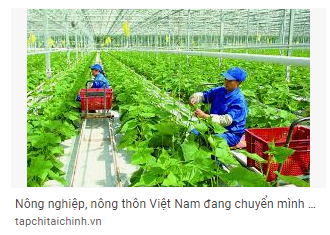 Nông nghiệp, nông thôn Việt Nam đang chuyển mình ...
tapchitaichinh.vn